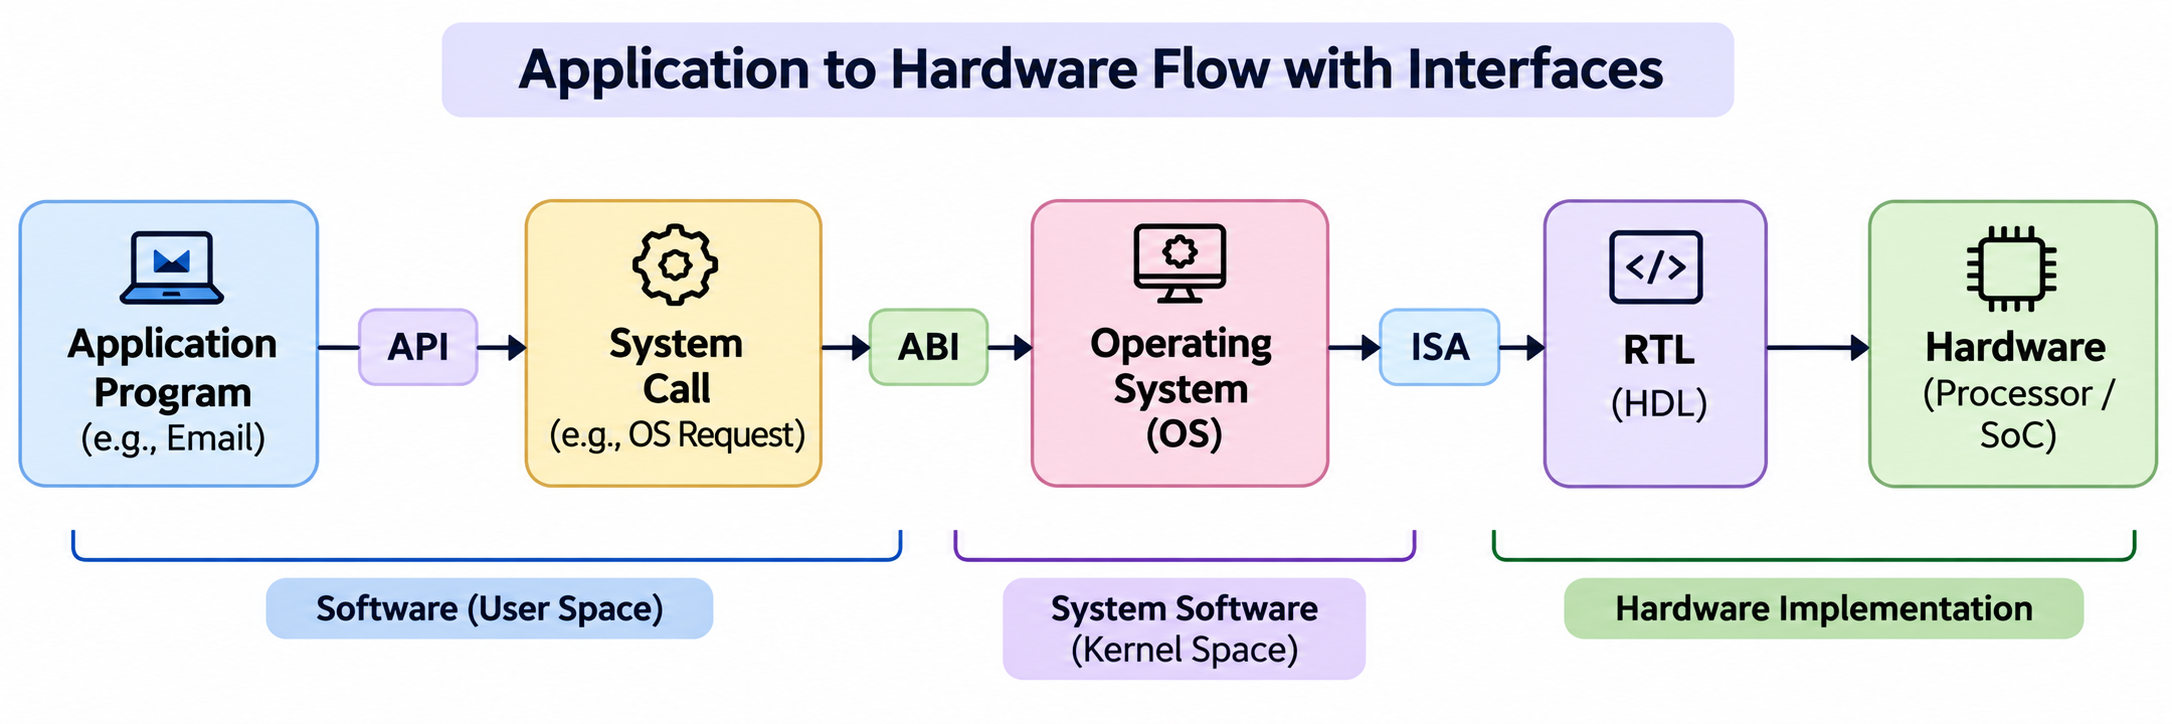 Application to Hardware Flow with Interfaces
Application
Program
(e.g., Email)
API
System
Call
(e.g., OS Request)
ABI
Operating
System
(OS)
ISA
</>
RTL
(HDL)
Hardware
(Processor /
SoC)
Software (User Space)
System Software
(Kernel Space)
Hardware Implementation